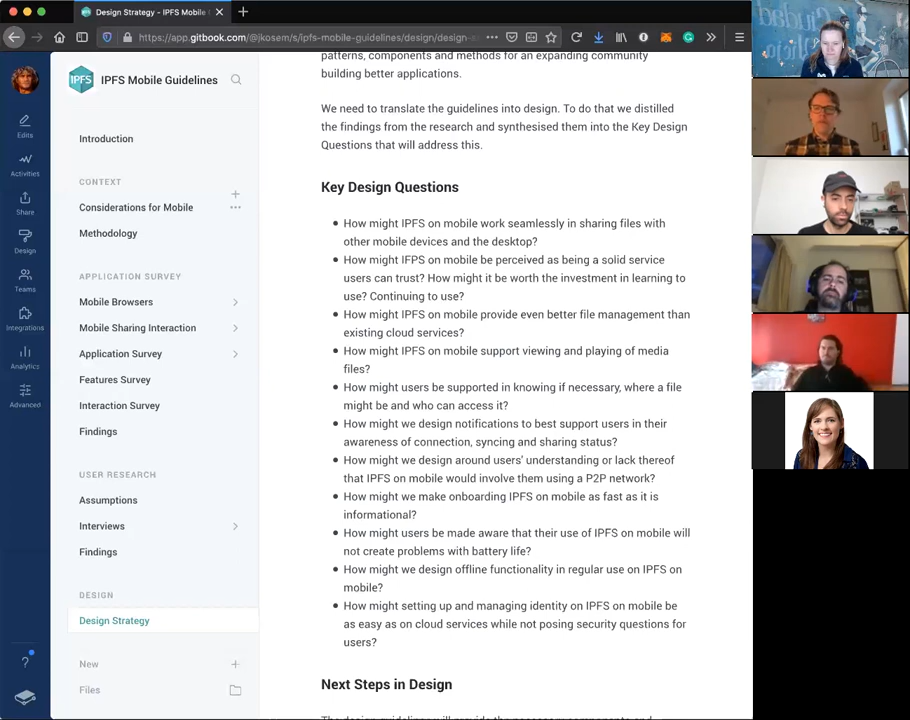 Design Strategy - IPFS Mobile
https://app.gitbook.com/@jkosem/s/ipfs-mobile-guidelines/design/design-s
IPFS
IPFS Mobile Guidelines
Edits
Activities
Share
Design
Teams
Integrations
Analytics
Advanced
Introduction
CONTEXT
Considerations for Mobile
Methodology
APPLICATION SURVEY
Mobile Browsers
Mobile Sharing Interaction
Application Survey
Features Survey
Interaction Survey
Findings
USER RESEARCH
Assumptions
Interviews
Findings
DESIGN
Design Strategy
New
Files
patterns, components and methods for an expanding community
building better applications.
We need to translate the guidelines into design. To do that we distilled
the findings from the research and synthesised them into the Key Design
Questions that will address this.
Key Design Questions
How might IPFS on mobile work seamlessly in sharing files with
other mobile devices and the desktop?
How might IFPS on mobile be perceived as being a solid service
users can trust? How might it be worth the investment in learning to
use? Continuing to use?
How might IPFS on mobile provide even better file management than
existing cloud services?
How might IPFS on mobile support viewing and playing of media
files?
How might users be supported in knowing if necessary, where a file
might be and who can access it?
How might we design notifications to best support users in their
awareness of connection, syncing and sharing status?
How might we design around users' understanding or lack thereof
that IPFS on mobile would involve them using a P2P network?
How might we make onboarding IPFS on mobile as fast as it is
informational?
How might users be made aware that their use of IPFS on mobile will
not create problems with battery life?
How might we design offline functionality in regular use on IPFS on
mobile?
How might setting up and managing identity on IPFS on mobile be
as easy as on cloud services while not posing security questions for
users?
Next Steps in Design